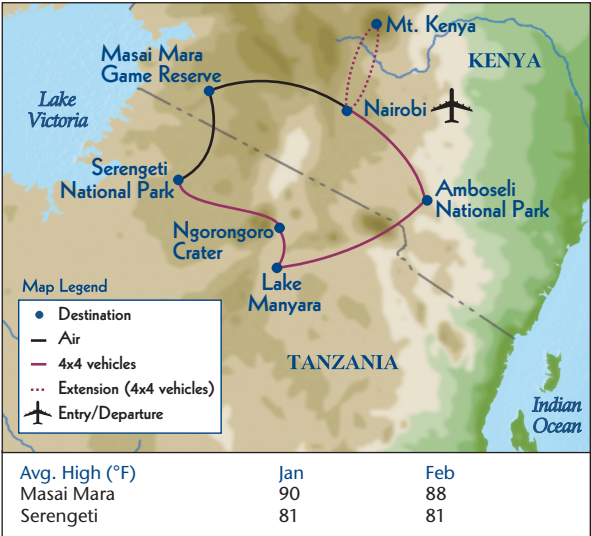 Mt. Kenya
KENYA
Masai Mara
Game Reserve
Lake
Victoria
Nairobi
Serengeti
National Park
Amboseli
National Park
Ngorongoro
Crater
Lake
Manyara
Map Legend
Destination
Air
4x4 vehicles
Extension (4x4 vehicles)
Entry/Departure
TANZANIA
Indian
Ocean
Avg. High (°F) Jan Feb
Masai Mara 90 88
Serengeti 81 81